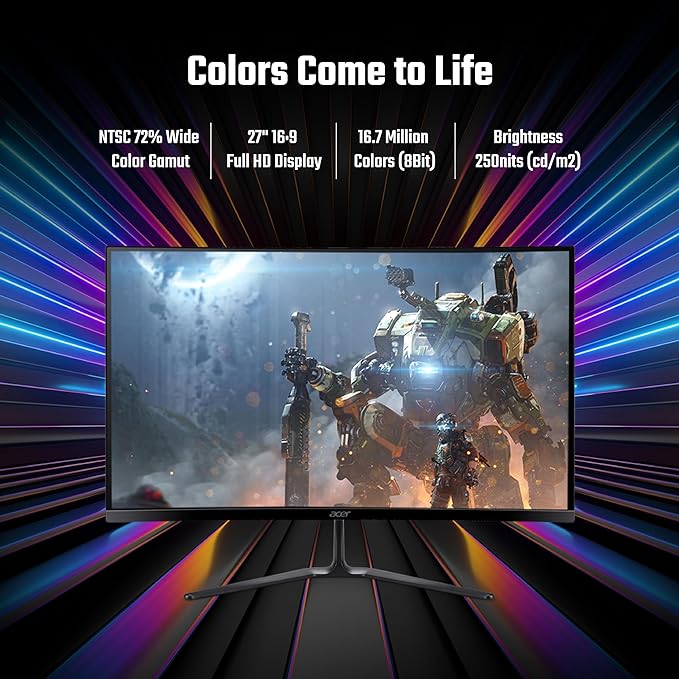 Colors Come to Life
NTSC 72% Wide
Color Gamut
27" 16:9
Full HD Display
16.7 Million
Colors (8Bit)
Brightness
250nits (cd/m2)
acer